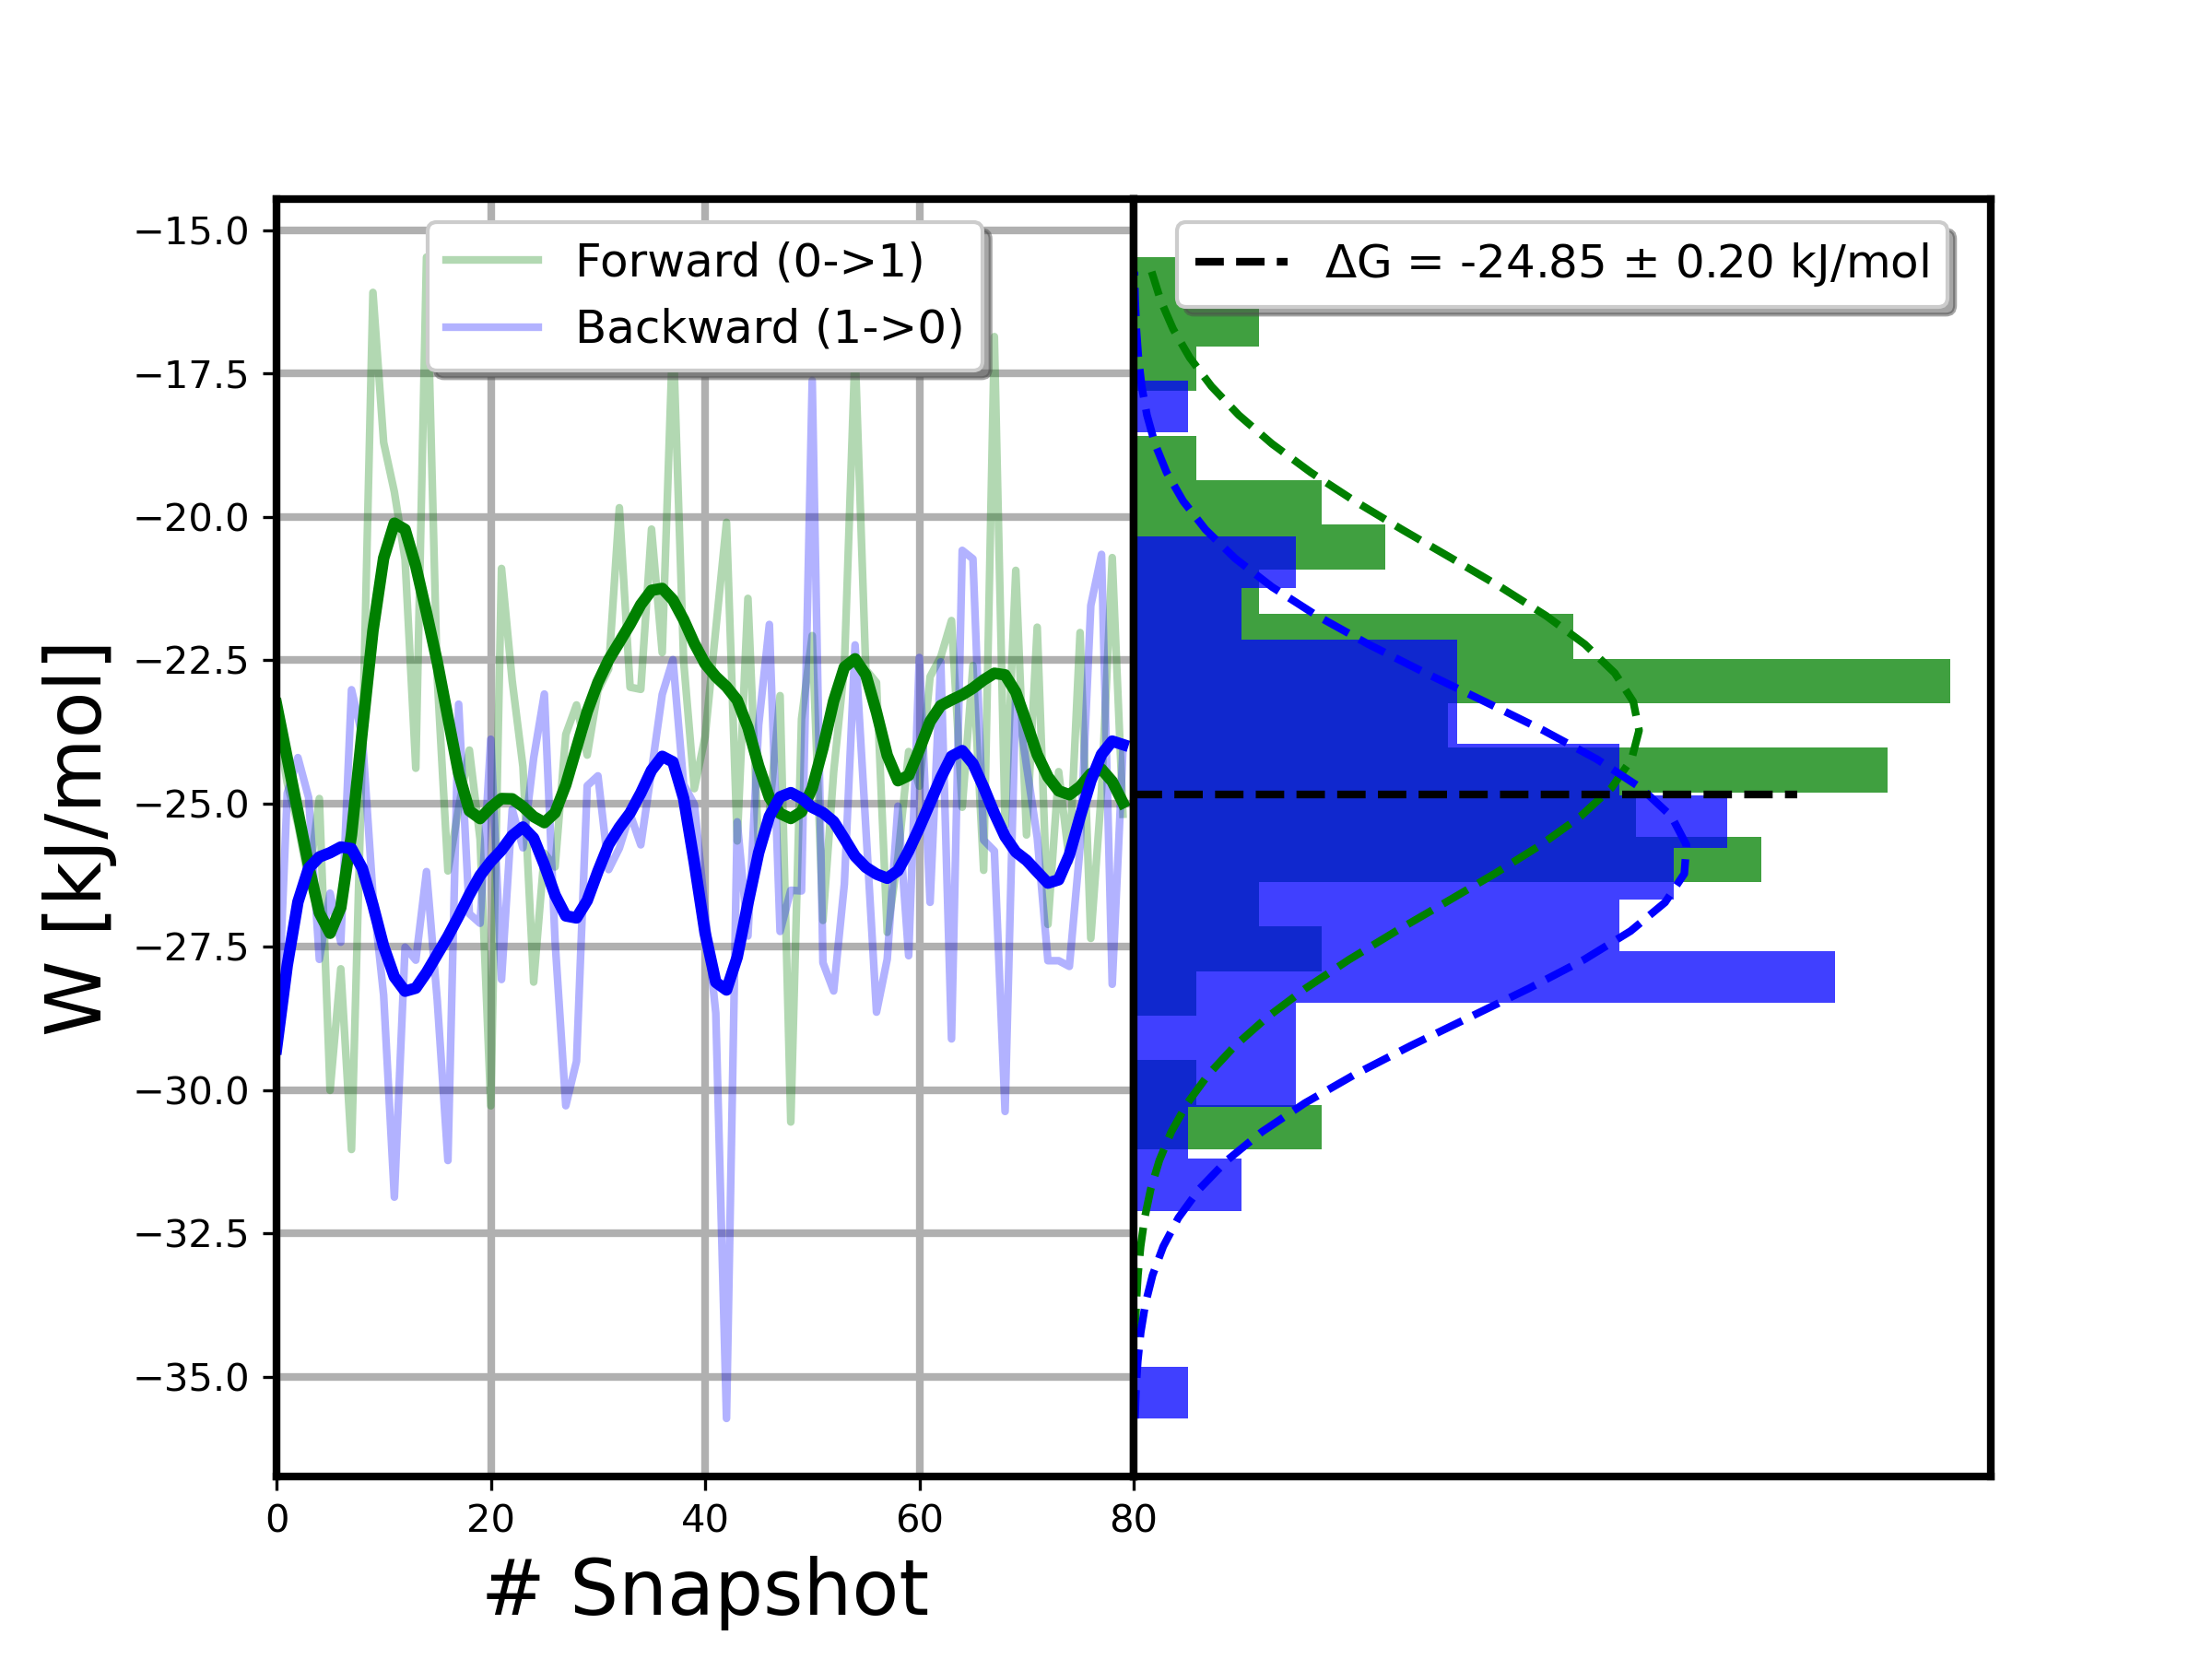 Forward (0->1)
Backward (1->0)
ΔG = -24.85 ± 0.20 kJ/mol
W [kJ/mol]
−15.0
−17.5
−20.0
−22.5
−25.0
−27.5
−30.0
−32.5
−35.0
0 20 40 60 80
# Snapshot